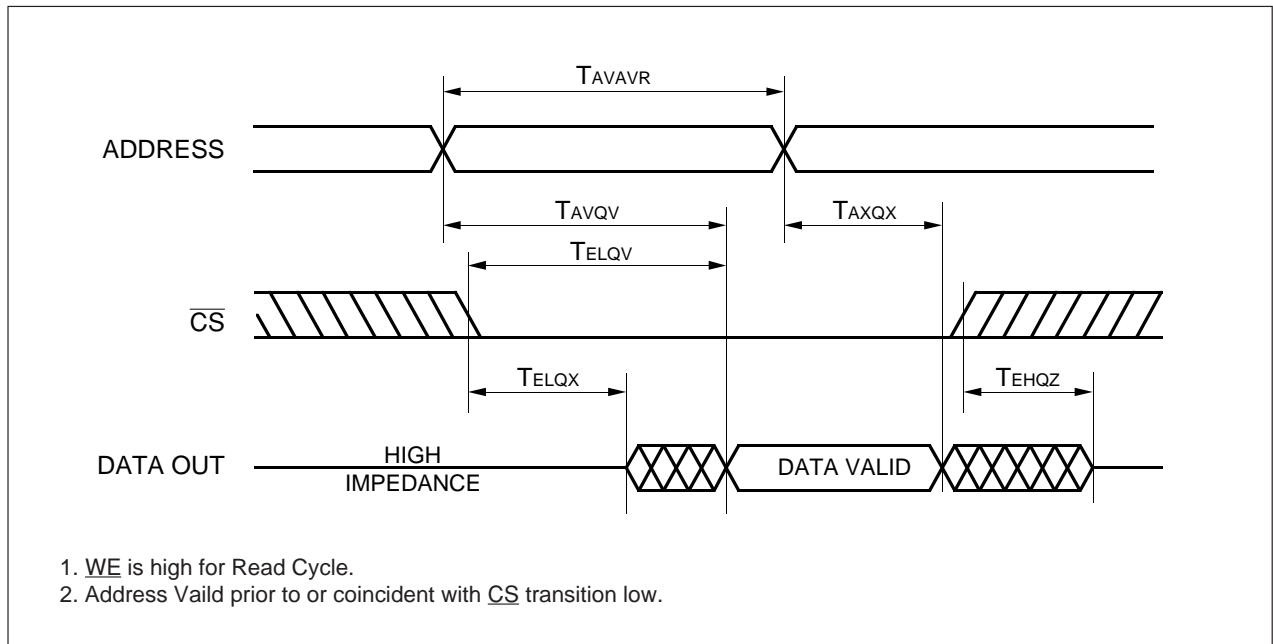 TAVAVR
ADDRESS
TAVQV
TAXQX
TELQV
CS
TELQX
TEHQZ
DATA OUT
HIGH
IMPEDANCE
DATA VALID
1. WE is high for Read Cycle.
2. Address Vaild prior to or coincident with CS transition low.